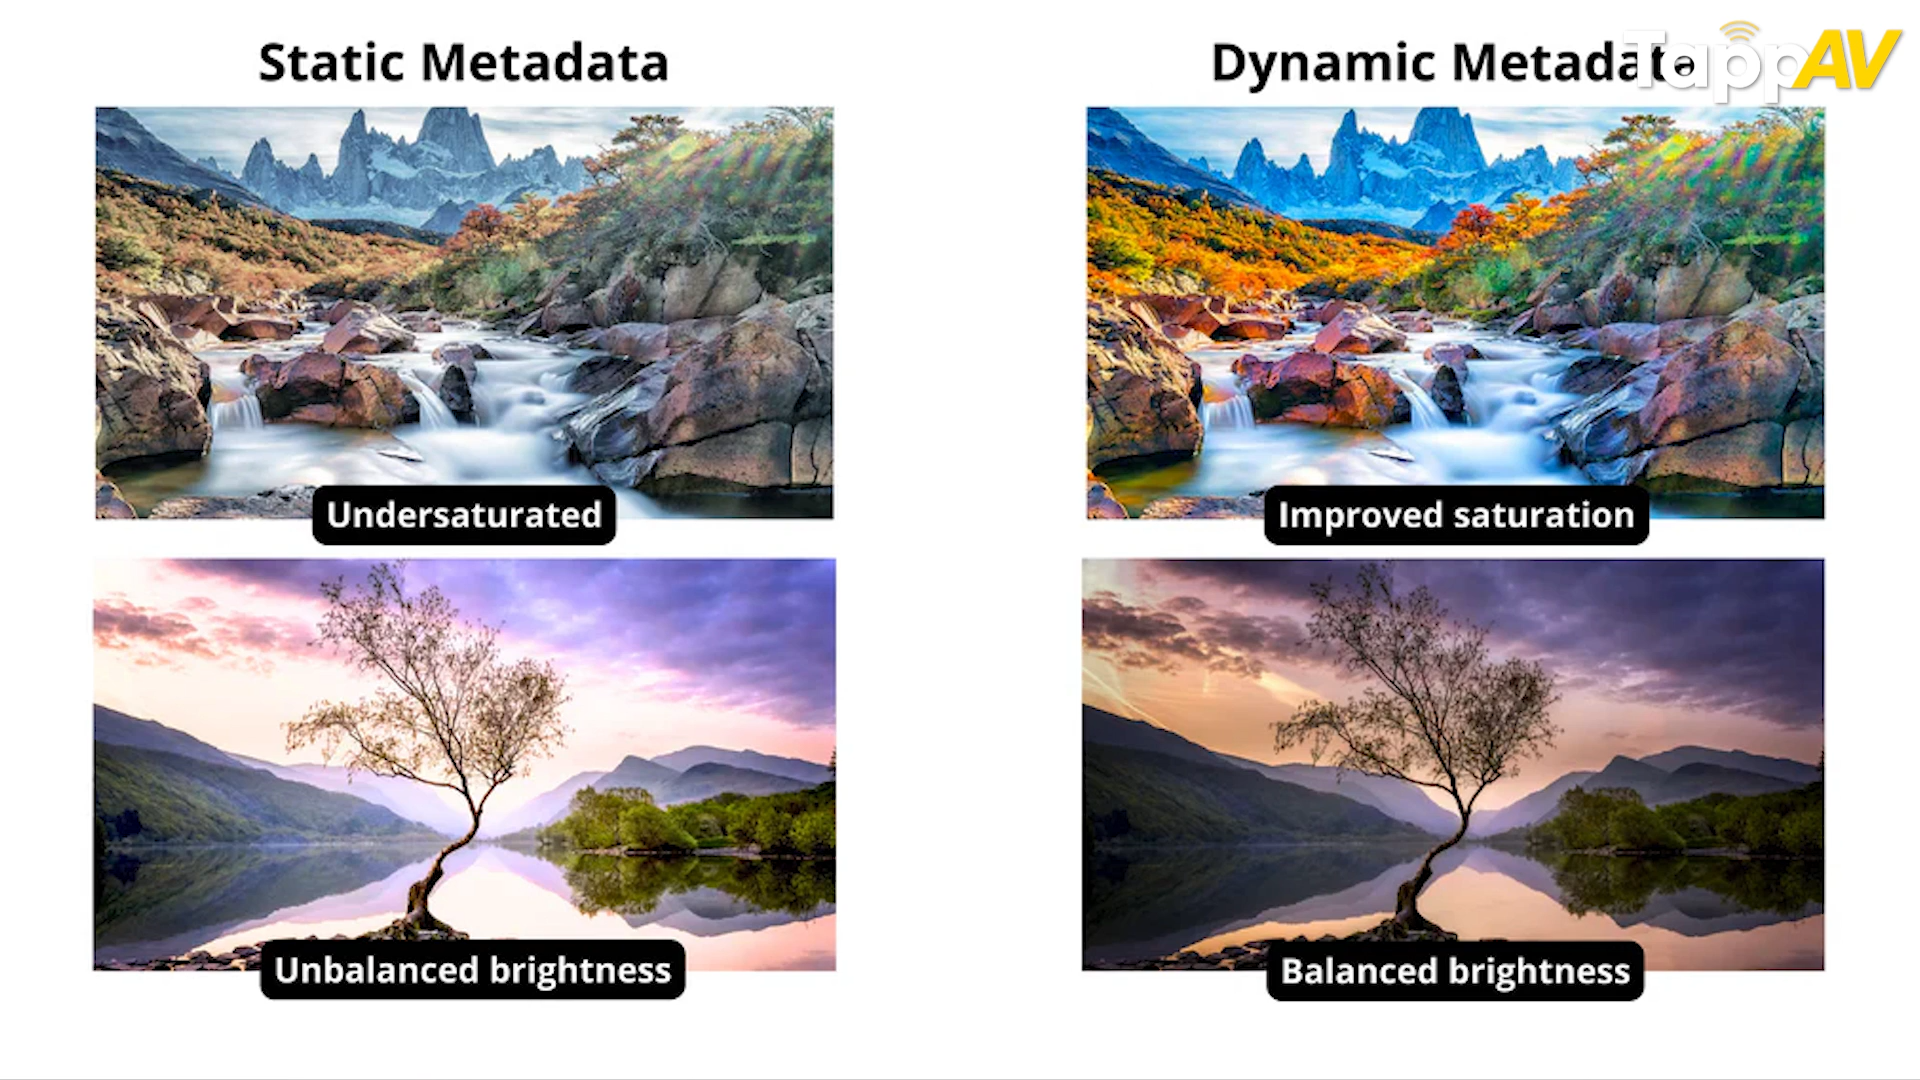 Static Metadata
Dynamic Metadata
TappAV
Undersaturated
Improved saturation
Unbalanced brightness
Balanced brightness